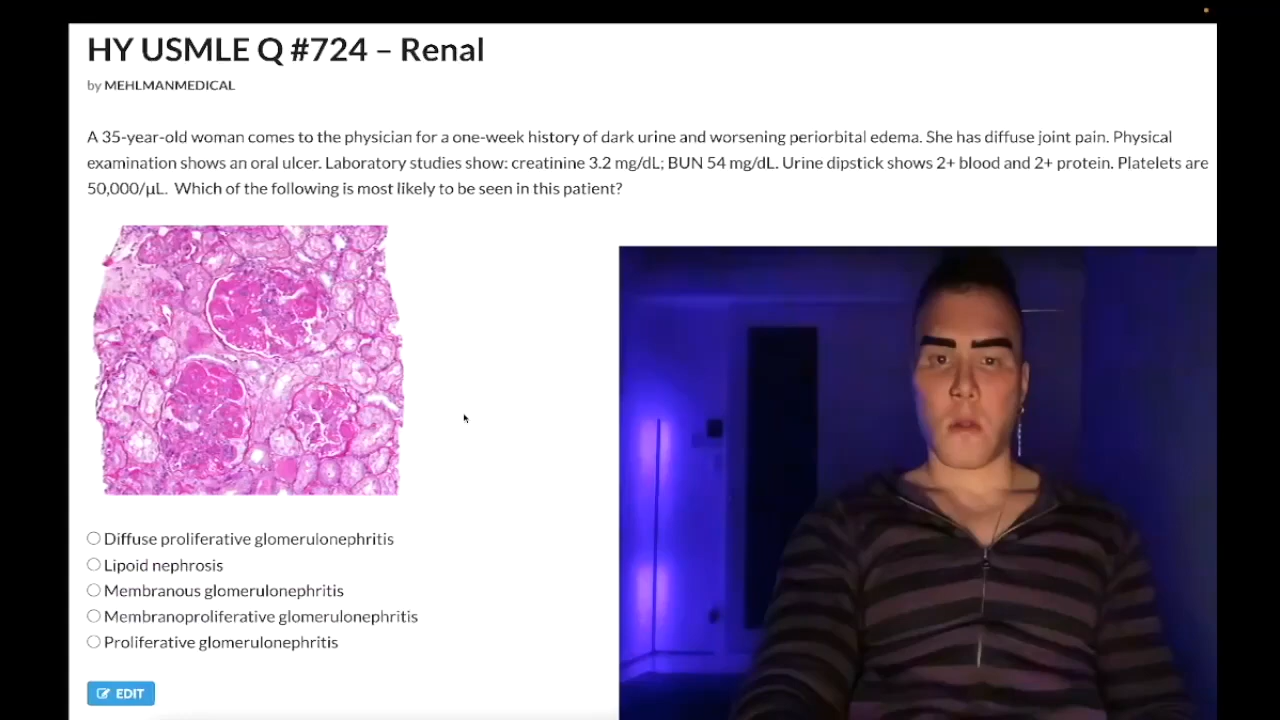 HY USMLE Q #724 – Renal
by MEHLMANMEDICAL
A 35-year-old woman comes to the physician for a one-week history of dark urine and worsening periorbital edema. She has diffuse joint pain. Physical
examination shows an oral ulcer. Laboratory studies show: creatinine 3.2 mg/dL; BUN 54 mg/dL. Urine dipstick shows 2+ blood and 2+ protein. Platelets are
50,000/μL. Which of the following is most likely to be seen in this patient?
Diffuse proliferative glomerulonephritis
Lipoid nephrosis
Membranous glomerulonephritis
Membranoproliferative glomerulonephritis
Proliferative glomerulonephritis
EDIT